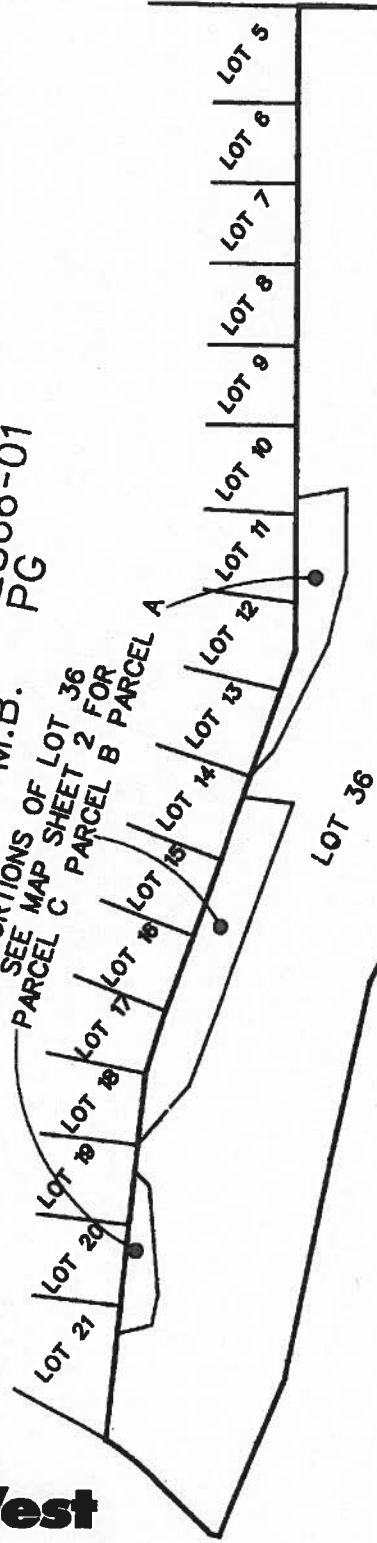 M.B.
PG
OF LOT 36
SEE MAP SHEET 2 FOR
PARCEL C PARCEL B PARCEL A
LOT 5
LOT 6
LOT 7
LOT 8
LOT 9
LOT 10
LOT 11
LOT 12
LOT 13
LOT 14
LOT 15
LOT 16
LOT 17
LOT 18
LOT 19
LOT 20
LOT 21
LOT 36